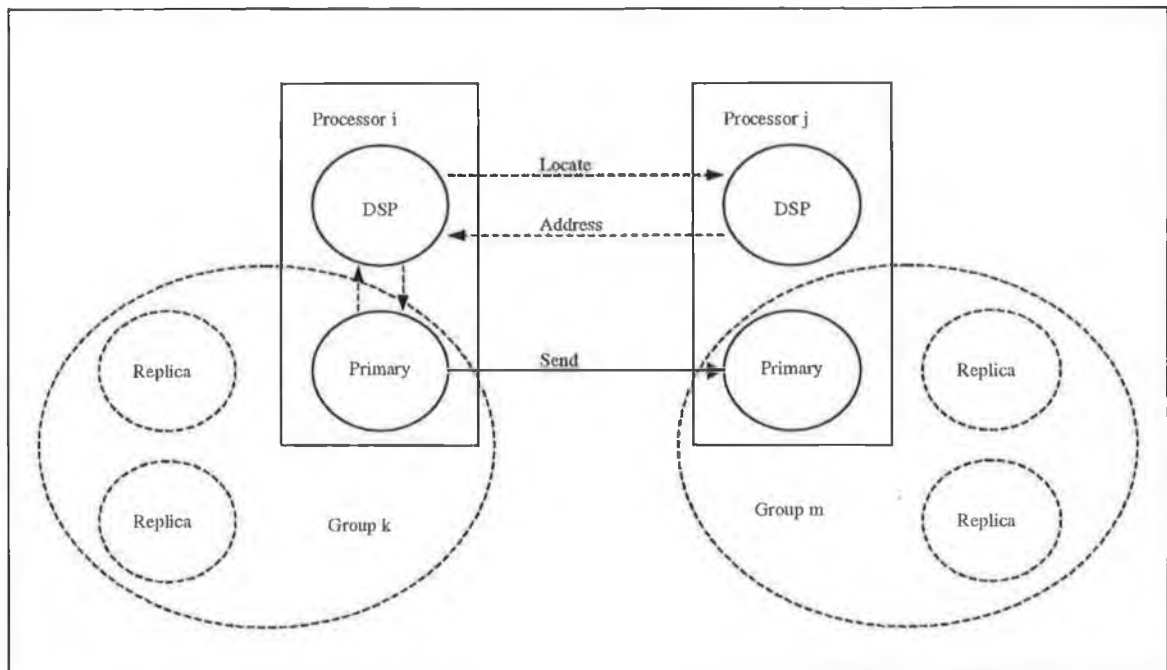 Processor i
Processor j
Locate
DSP
DSP
Address
Replica
Primary
Send
Primary
Replica
Replica
Group k
Group m
Replica